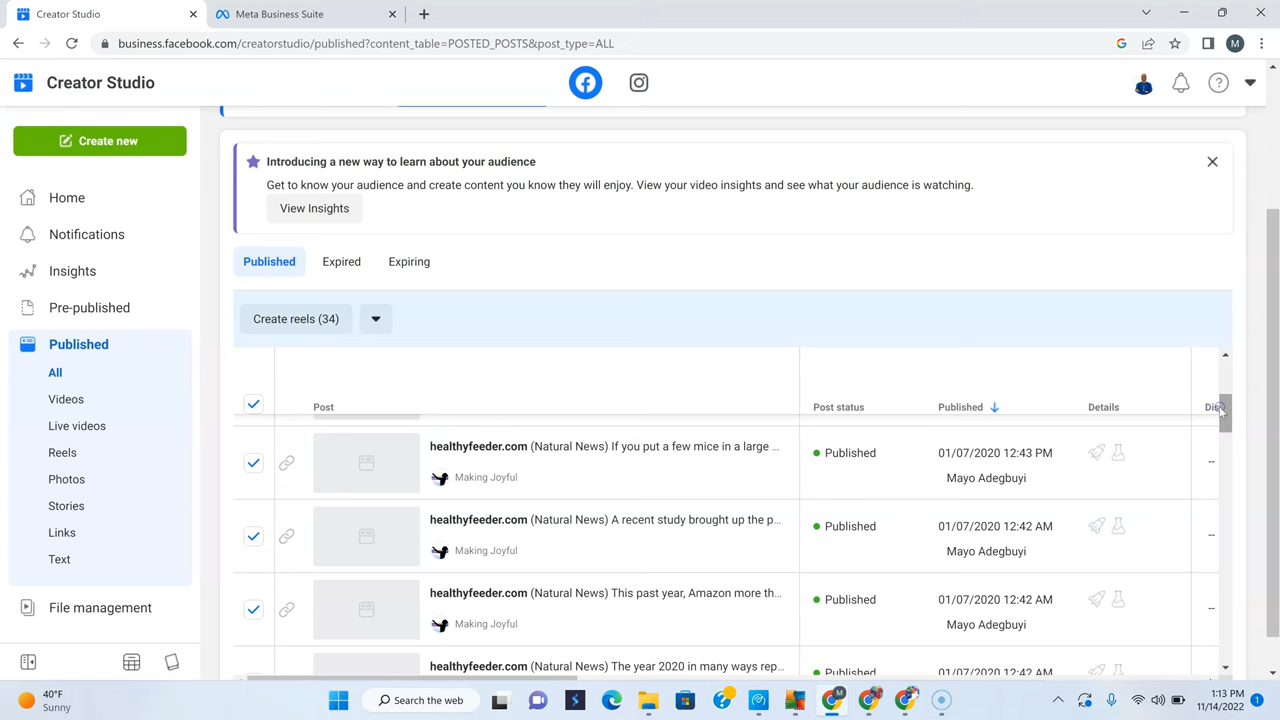 Creator Studio
Meta Business Suite
business.facebook.com/creatorstudio/published?content_table=POSTED_POSTS&post_type=ALL
M
Creator Studio
Create new
Home
Notifications
Insights
Pre-published
Published
All
Videos
Live videos
Reels
Photos
Stories
Links
Text
File management
Introducing a new way to learn about your audience
Get to know your audience and create content you know they will enjoy. View your video insights and see what your audience is watching.
View Insights
Published Expired Expiring
Create reels (34)
Post Post status Published Details
healthyfeeder.com (Natural News) If you put a few mice in a large ...
Making Joyful
Published
01/07/2020 12:43 PM
Mayo Adegbuyi
--
healthyfeeder.com (Natural News) A recent study brought up the p...
Making Joyful
Published
01/07/2020 12:42 AM
Mayo Adegbuyi
--
healthyfeeder.com (Natural News) This past year, Amazon more th...
Making Joyful
Published
01/07/2020 12:42 AM
Mayo Adegbuyi
--
healthyfeeder.com (Natural News) The year 2020 in many ways rep...
Published
01/07/2020 12:42 AM
40°F
Sunny
Search the web
M
1:13 PM
11/14/2022
1